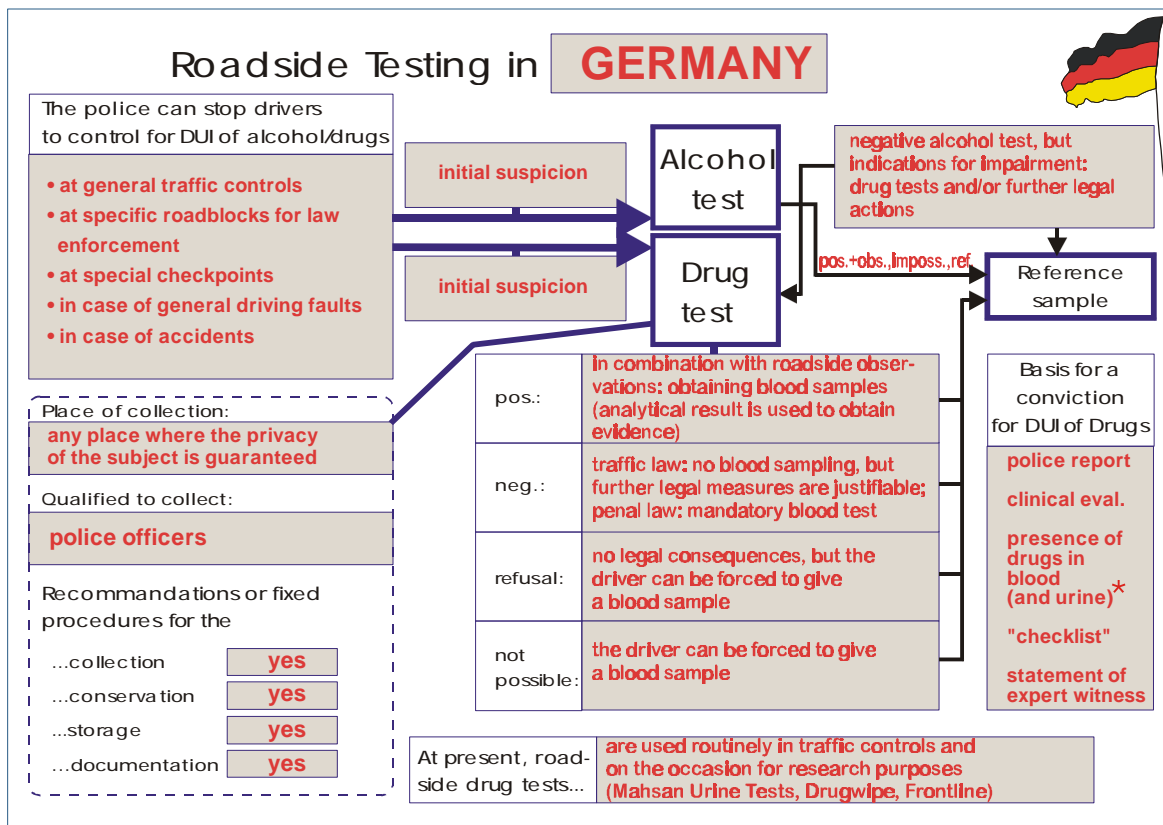 Roadside Testing in GERMANY
The police can stop drivers
to control for DUI of alcohol/drugs
• at general traffic controls
• at specific roadblocks for law
enforcement
• at special checkpoints
• in case of general driving faults
• in case of accidents
initial suspicion
initial suspicion
Alcohol
test
Drug
test
negative alcohol test, but
indications for impairment:
drug tests and/or further legal
actions
pos.+obs.,imposs.,ref.
Reference
sample
Place of collection:
any place where the privacy
of the subject is guaranteed
Qualified to collect:
police officers
Recommandations or fixed
procedures for the
...collection yes
...conservation yes
...storage yes
...documentation yes
pos.:
in combination with roadside obser-
vations: obtaining blood samples
(analytical result is used to obtain
evidence)
neg.:
traffic law: no blood sampling, but
further legal measures are justifiable;
penal law: mandatory blood test
refusal:
no legal consequences, but the
driver can be forced to give
a blood sample
not
possible:
the driver can be forced to give
a blood sample
Basis for a
conviction
for DUI of Drugs
police report
clinical eval.
presence of
drugs in
blood
(and urine)*
"checklist"
statement of
expert witness
At present, road-
side drug tests...
are used routinely in traffic controls and
on the occasion for research purposes
(Mahsan Urine Tests, Drugwipe, Frontline)